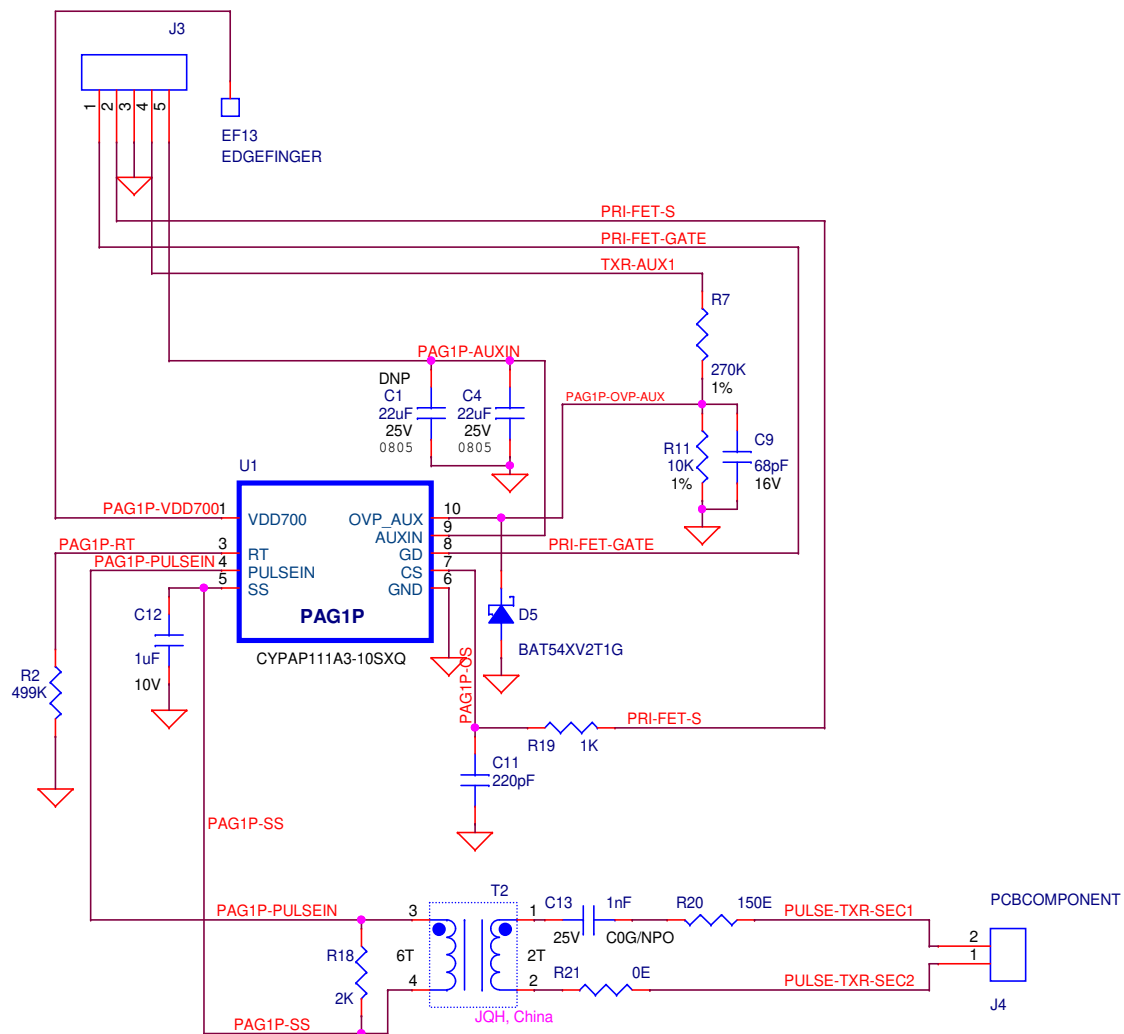 J3
1
2
3
4
5
EF13
EDGEFINGER
PRI-FET-S
PRI-FET-GATE
TXR-AUX1
R7
270K
1%
PAG1P-AUXIN
DNP
C1
22uF
25V
0805
C4
22uF
25V
0805
PAG1P-OVP-AUX
R11
10K
1%
C9
68pF
16V
U1
PAG1P-VDD700
1
VDD700
OVP_AUX
10
AUXIN
9
PAG1P-RT
3
RT
GD
8
PRI-FET-GATE
PAG1P-PULSEIN
4
PULSEIN
CS
7
5
SS
GND
6
PAG1P
CYPAP111A3-10SXQ
C12
1uF
10V
R2
499K
D5
BAT54XV2T1G
PAG1P-CS
PRI-FET-S
R19
1K
C11
220pF
PAG1P-SS
T2
PAG1P-PULSEIN
3
1
C13
1nF
R20
150E
PULSE-TXR-SEC1
PCBCOMPONENT
25V
C0G/NPO
2
1
R18
2K
6T
2T
4
2
R21
0E
PULSE-TXR-SEC2
J4
JQH, China
PAG1P-SS